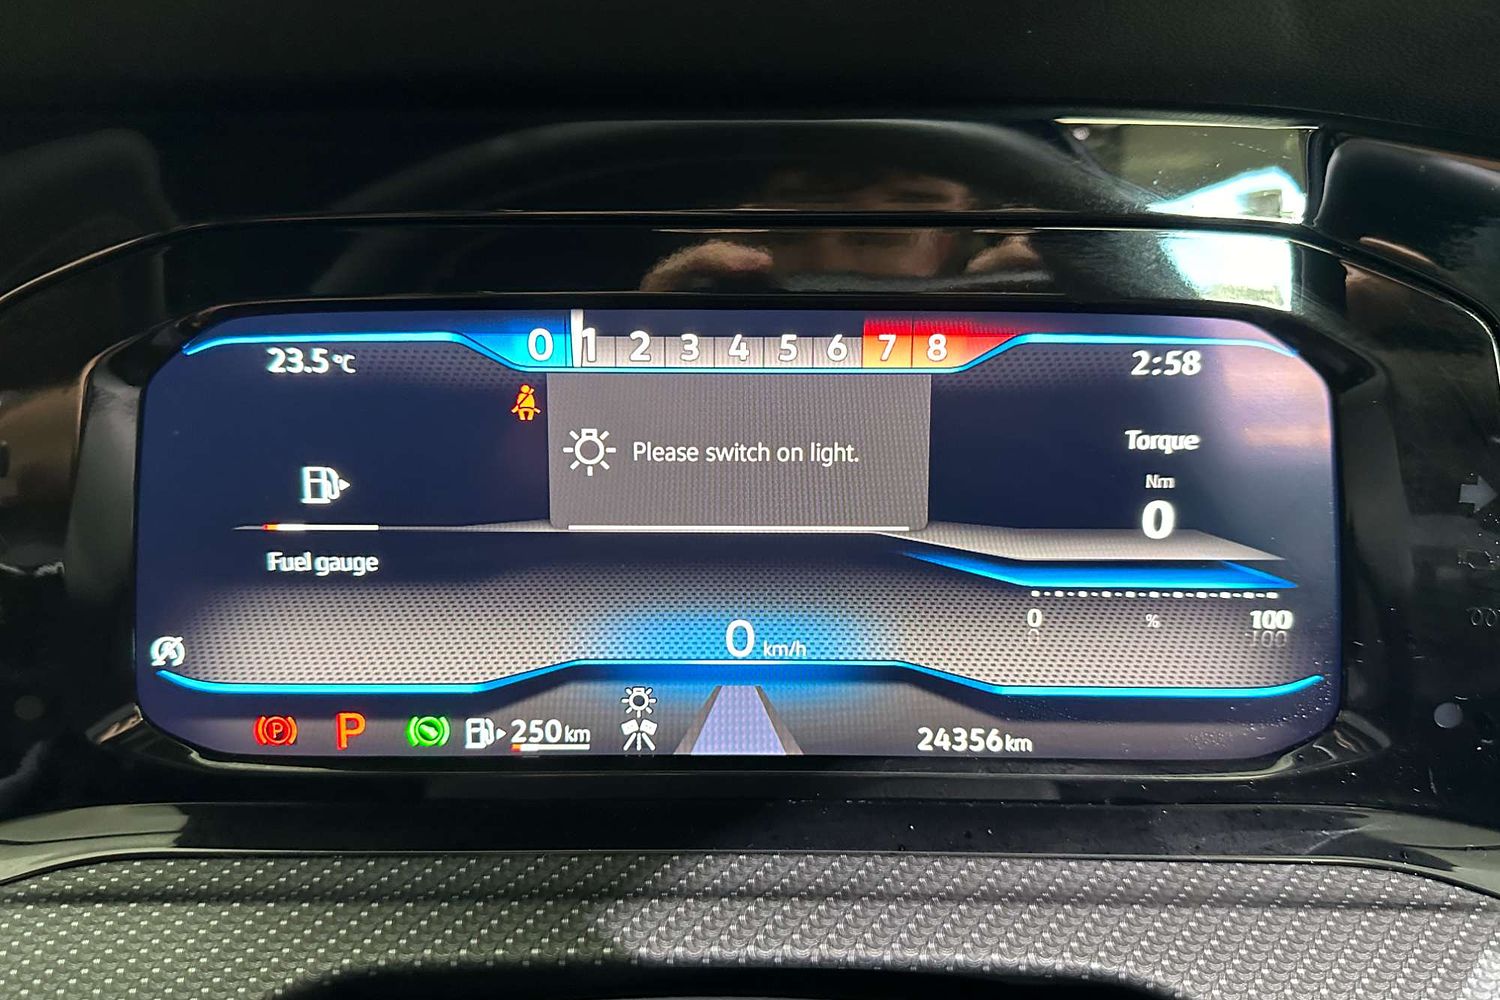 0 1 2 3 4 5 6 7 8
23.5°C
2:58
Please switch on light.
Torque
Nm
0
Fuel gauge
0 % 100
0 km/h
A
P P 250 km
24356 km